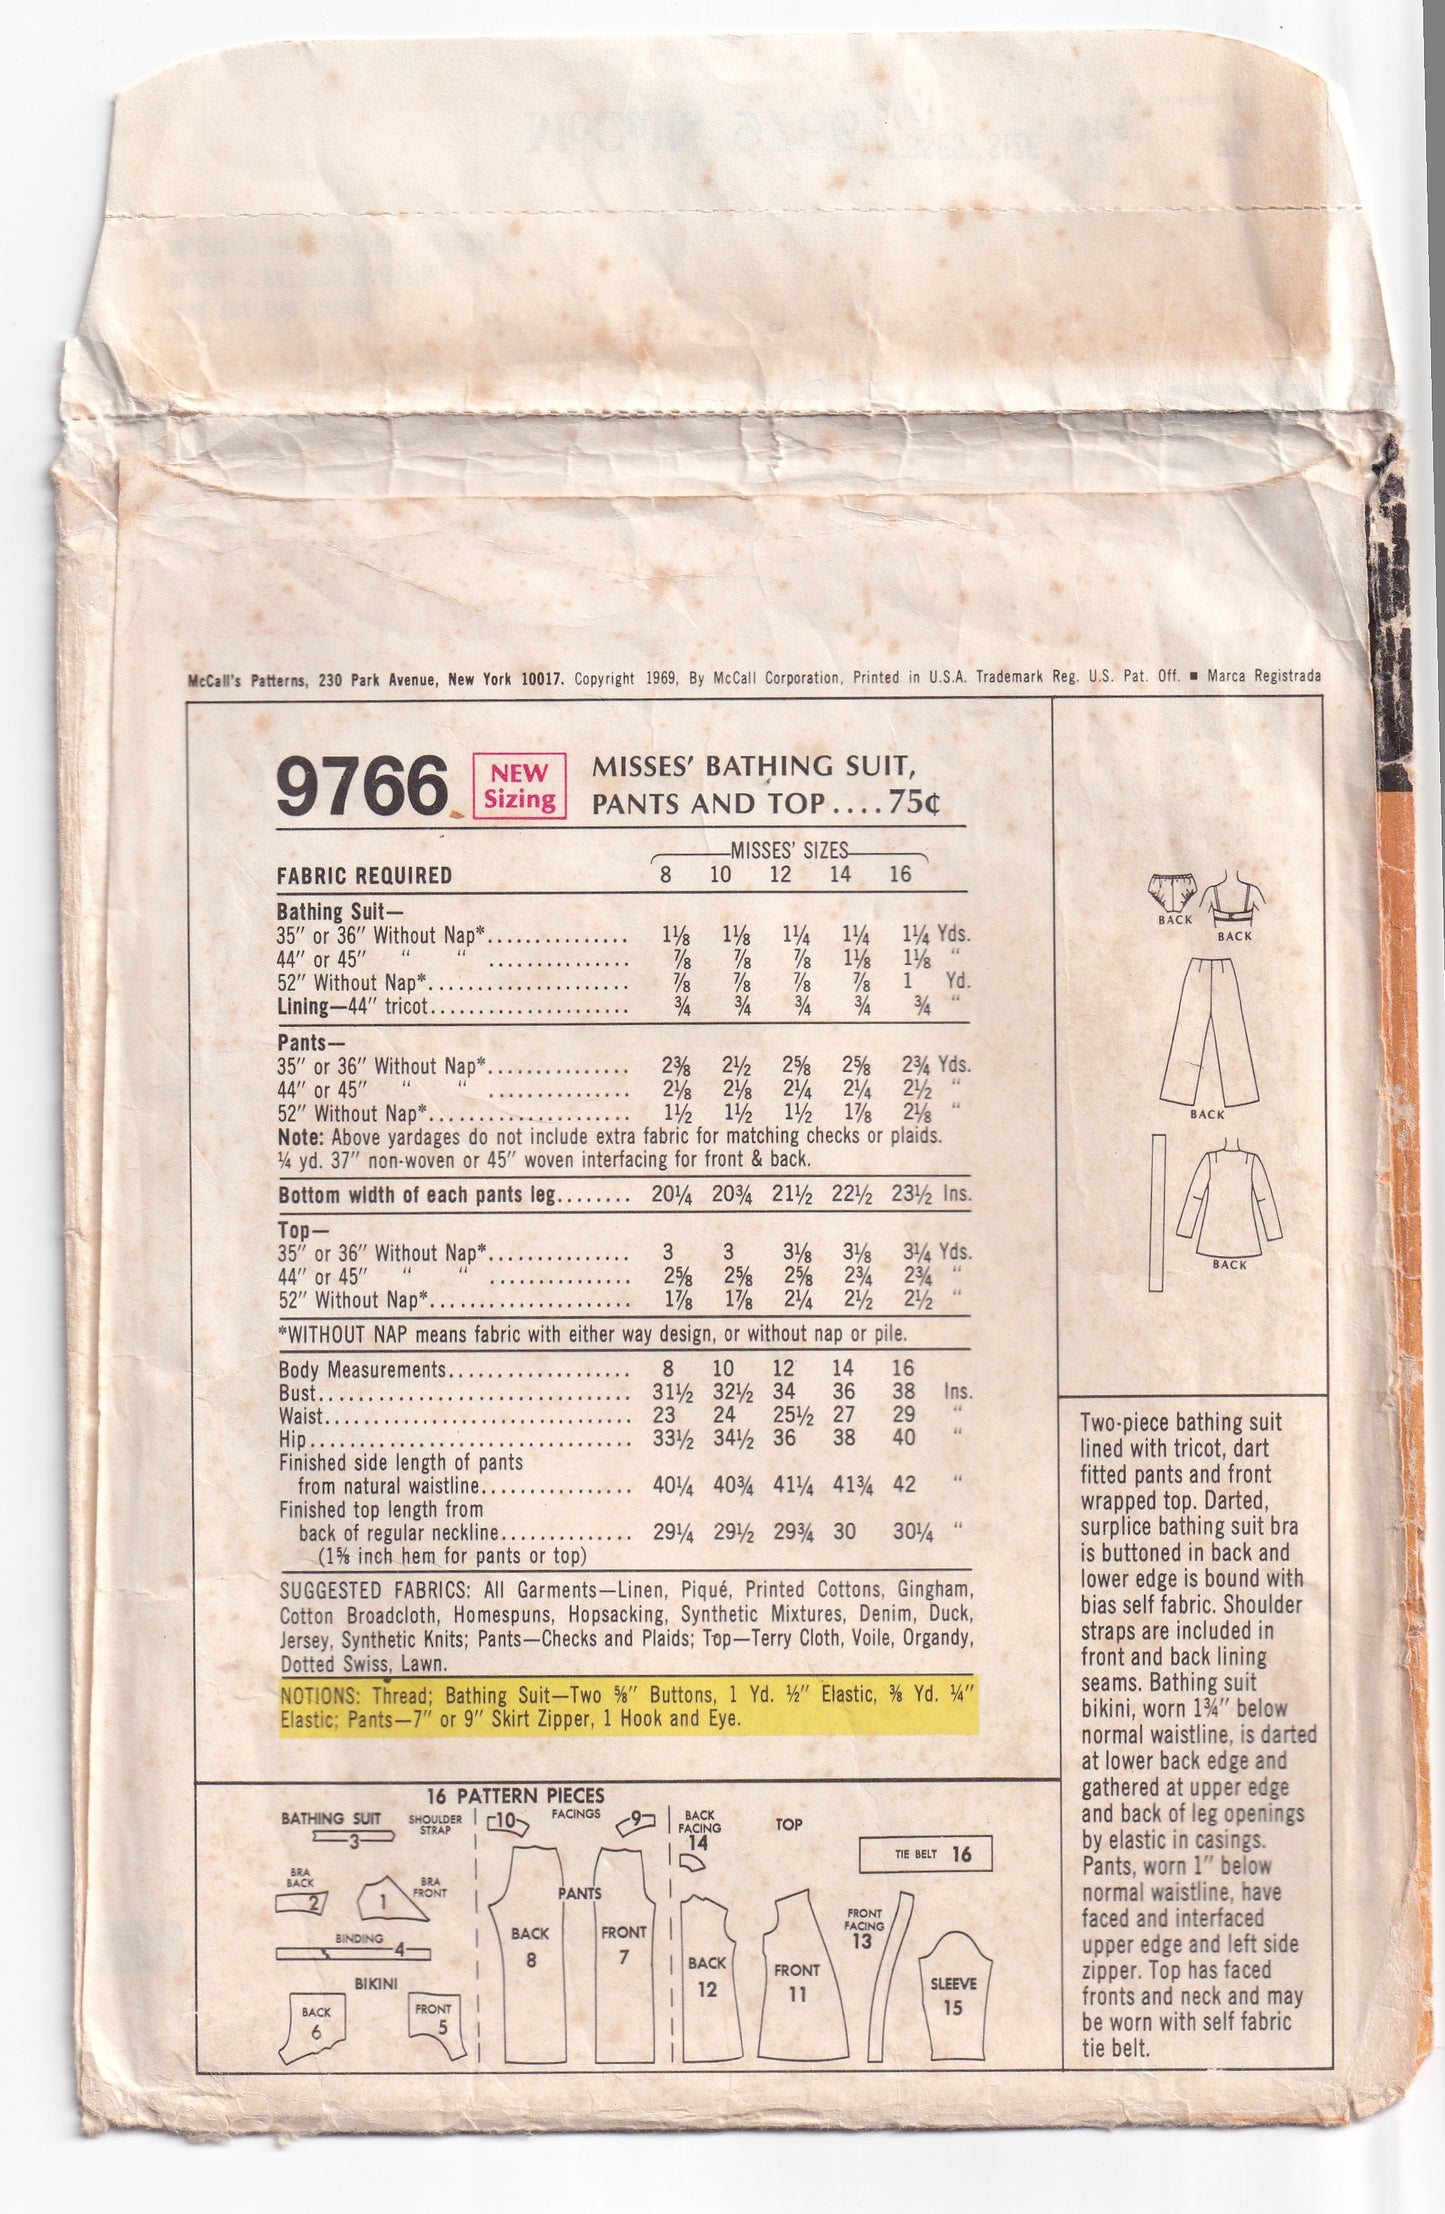 McCall's Patterns, 230 Park Avenue, New York 10017. Copyright 1969, By McCall Corporation, Printed in U.S.A. Trademark Reg. U.S. Pat. Off. ■ Marca Registrada
9766 NEW Sizing MISSES' BATHING SUIT,
PANTS AND TOP....75¢
MISSES' SIZES
FABRIC REQUIRED 8 10 12 14 16
Bathing Suit—
35" or 36" Without Nap*............... 1⅛ 1⅛ 1¼ 1¼ 1¼ Yds.
44" or 45" " " ............... ⅞ ⅞ ⅞ 1⅛ 1⅛ "
52" Without Nap*...................... ⅞ ⅞ ⅞ ⅞ 1 Yd.
Lining—44" tricot...................... ¾ ¾ ¾ ¾ ¾ "
Pants—
35" or 36" Without Nap*............... 2⅜ 2½ 2⅝ 2⅝ 2¾ Yds.
44" or 45" " " ............... 2⅛ 2⅛ 2¼ 2¼ 2½ "
52" Without Nap*...................... 1½ 1½ 1½ 1⅞ 2⅛ "
Note: Above yardages do not include extra fabric for matching checks or plaids.
¼ yd. 37" non-woven or 45" woven interfacing for front & back.
Bottom width of each pants leg........ 20¼ 20¾ 21½ 22½ 23½ Ins.
Top—
35" or 36" Without Nap*............... 3 3 3⅛ 3⅛ 3¼ Yds.
44" or 45" " " ............... 2⅝ 2⅝ 2⅝ 2¾ 2¾ "
52" Without Nap*...................... 1⅞ 1⅞ 2¼ 2½ 2½ "
*WITHOUT NAP means fabric with either way design, or without nap or pile.
Body Measurements.................... 8 10 12 14 16
Bust.................................. 31½ 32½ 34 36 38 Ins.
Waist................................. 23 24 25½ 27 29 "
Hip................................... 33½ 34½ 36 38 40 "
Finished side length of pants
from natural waistline................ 40¼ 40¾ 41¼ 41¾ 42 "
Finished top length from
back of regular neckline.............. 29¼ 29½ 29¾ 30 30¼ "
(1⅝ inch hem for pants or top)
SUGGESTED FABRICS: All Garments—Linen, Piqué, Printed Cottons, Gingham,
Cotton Broadcloth, Homespuns, Hopsacking, Synthetic Mixtures, Denim, Duck,
Jersey, Synthetic Knits; Pants—Checks and Plaids; Top—Terry Cloth, Voile, Organdy,
Dotted Swiss, Lawn.
NOTIONS: Thread; Bathing Suit—Two ⅝" Buttons, 1 Yd. ½" Elastic, ⅜ Yd. ¼"
Elastic; Pants—7" or 9" Skirt Zipper, 1 Hook and Eye.
16 PATTERN PIECES
BATHING SUIT
3
SHOULDER
STRAP
BRA
BACK
2
1
BRA
FRONT
BINDING
4
BIKINI
BACK
6
FRONT
5
10
FACINGS
9
PANTS
BACK
8
FRONT
7
BACK
FACING
14
TOP
TIE BELT 16
BACK
12
FRONT
11
FRONT
FACING
13
SLEEVE
15
BACK
BACK
BACK
BACK
Two-piece bathing suit
lined with tricot, dart
fitted pants and front
wrapped top. Darted,
surplice bathing suit bra
is buttoned in back and
lower edge is bound with
bias self fabric. Shoulder
straps are included in
front and back lining
seams. Bathing suit
bikini, worn 1¾" below
normal waistline, is darted
at lower back edge and
gathered at upper edge
and back of leg openings
by elastic in casings.
Pants, worn 1" below
normal waistline, have
faced and interfaced
upper edge and left side
zipper. Top has faced
fronts and neck and may
be worn with self fabric
tie belt.